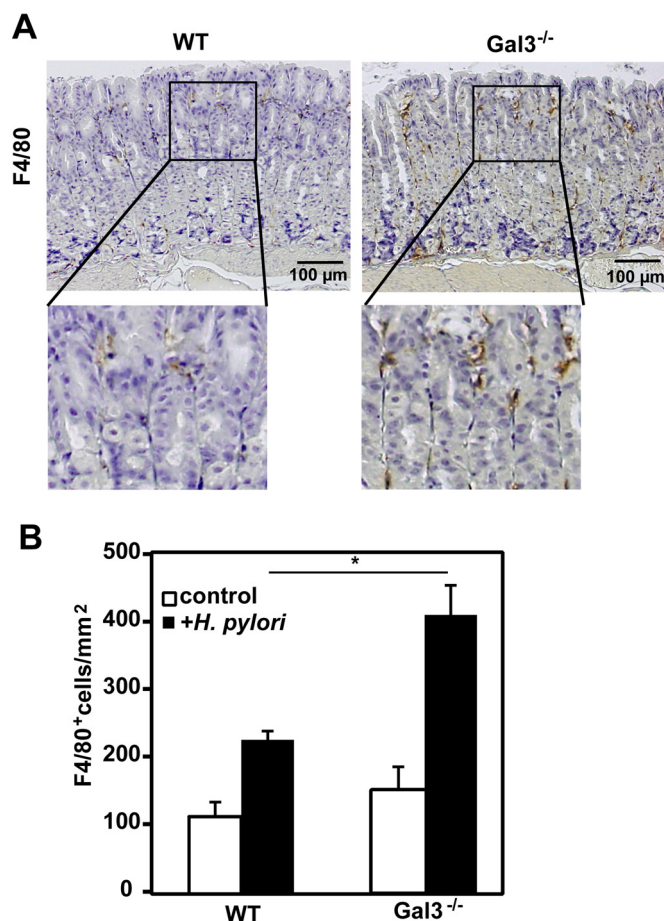 A
WT
Gal3-/-
F4/80
100 µm
100 µm
B
500
400
300
200
100
0
F4/80+cells/mm2
control
+H. pylori
*
WT
Gal3 -/-